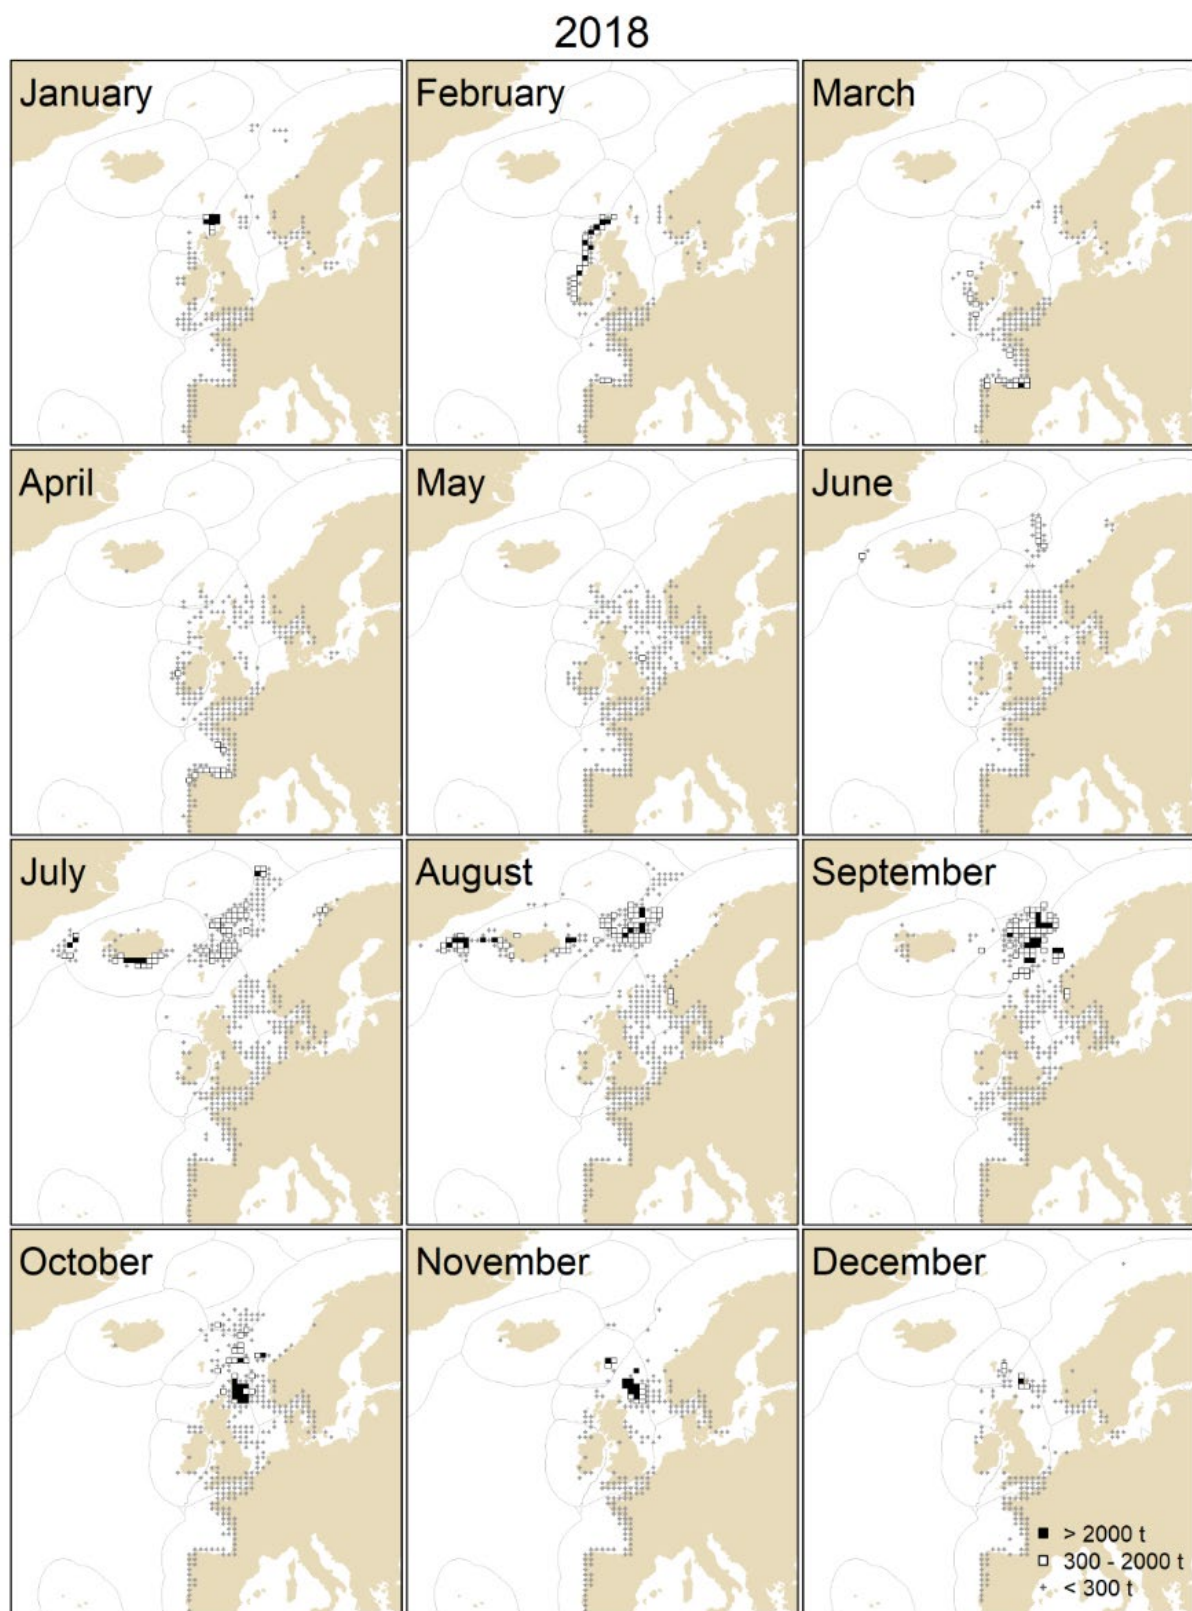 2018
January
February
March
April
May
June
July
August
September
October
November
December
> 2000 t
300 - 2000 t
< 300 t